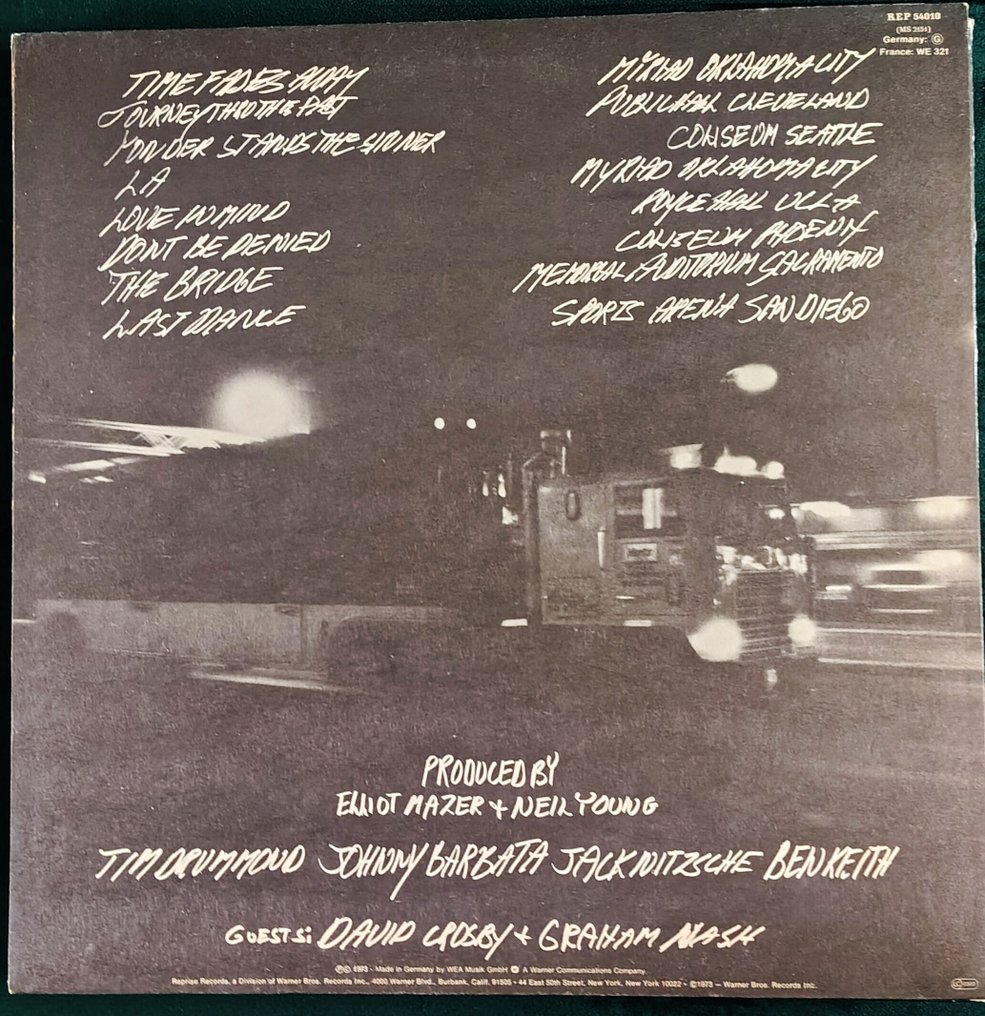 REP 54010
(MS 2151)
Germany: G
France: WE 321
TIME FADES AWAY
JOURNEY THRO THE PAST
YONDER STANDS THE SINNER
LA
LOVE IN MIND
DONT BE DENIED
THE BRIDGE
LAST DANCE
MYRIAD OKLAHOMA CITY
PUBLIC HALL CLEVELAND
COLISEUM SEATTLE
MYRIAD OKLAHOMA CITY
ROYCE HALL UCLA
COLISEUM PHOENIX
MEMORIAL AUDITORIUM SACRAMENTO
SPORTS ARENA SAN DIEGO
PRODUCED BY
ELLIOT MAZER + NEIL YOUNG
TIM DRUMMOND JOHNNY BARBATA JACK NITZSCHE BEN KEITH
GUESTS: DAVID CROSBY + GRAHAM NASH
℗© 1973 · Made in Germany by WEA Musik GmbH A Warner Communications Company.
Reprise Records, a Division of Warner Bros. Records Inc., 4000 Warner Blvd., Burbank, Calif. 91505 · 44 East 50th Street, New York, New York 10022 · ©1973 – Warner Bros. Records Inc.